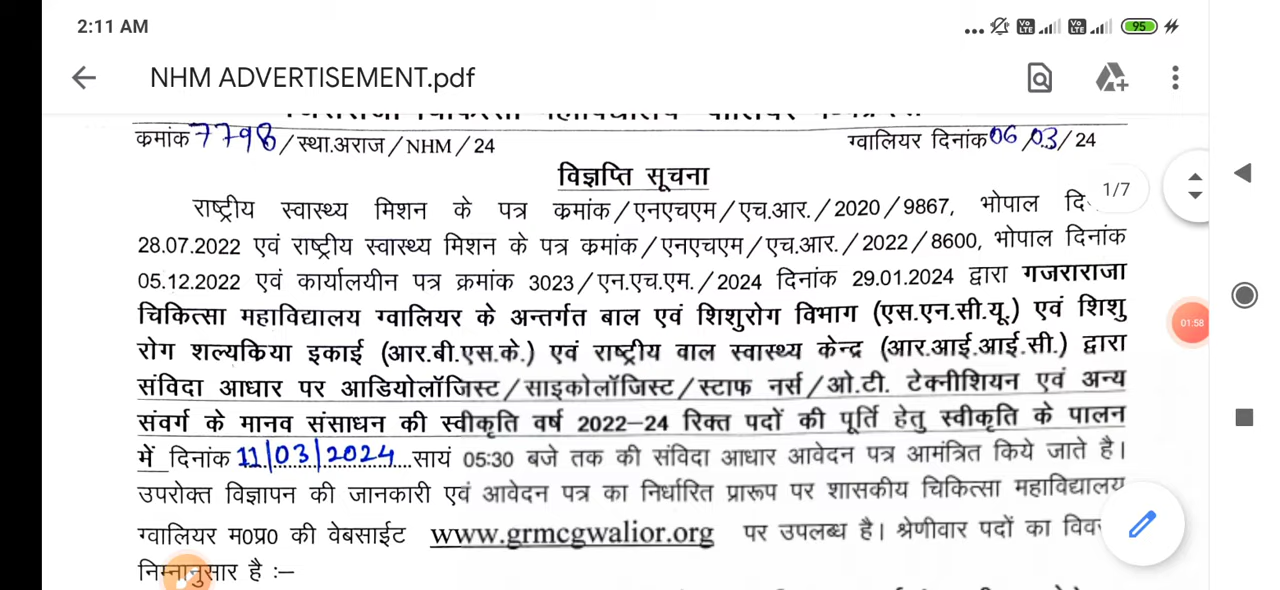 2:11 AM
95
NHM ADVERTISEMENT.pdf
क्रमांक 7798/स्था.अराज/NHM/24
ग्वालियर दिनांक 06/03/24
विज्ञप्ति सूचना
1/7
राष्ट्रीय स्वास्थ्य मिशन के पत्र क्रमांक/एनएचएम/एच.आर./2020/9867, भोपाल
28.07.2022 एवं राष्ट्रीय स्वास्थ्य मिशन के पत्र क्रमांक/एनएचएम/एच.आर./2022/8600, भोपाल दिनांक
05.12.2022 एवं कार्यालयीन पत्र क्रमांक 3023/एन.एच.एम./2024 दिनांक 29.01.2024 द्वारा गजराराजा
चिकित्सा महाविद्यालय ग्वालियर के अन्तर्गत बाल एवं शिशुरोग विभाग (एस.एन.सी.यू.) एवं शिशु
01:58
रोग शल्यकिया इकाई (आर.बी.एस.के.) एवं राष्ट्रीय वाल स्वास्थ्य केन्द्र (आर.आई.आई.सी.) द्वारा
संविदा आधार पर आडियोलॉजिस्ट/साइकोलॉजिस्ट/स्टाफ नर्स/ओ.टी. टेक्नीशियन एवं अन्य
संवर्ग के मानव संसाधन की स्वीकृति वर्ष 2022–24 रिक्त पदों की पूर्ति हेतु स्वीकृति के पालन
में दिनांक 11/03/2024 सायं 05:30 बजे तक की संविदा आधार आवेदन पत्र आमंत्रित किये जाते है।
उपरोक्त विज्ञापन की जानकारी एवं आवेदन पत्र का निर्धारित प्रारूप पर शासकीय चिकित्सा महाविद्यालय
ग्वालियर म0प्र0 की वेबसाईट www.grmcgwalior.org पर उपलब्ध है। श्रेणीवार पदों का
निम्नानुसार है :–